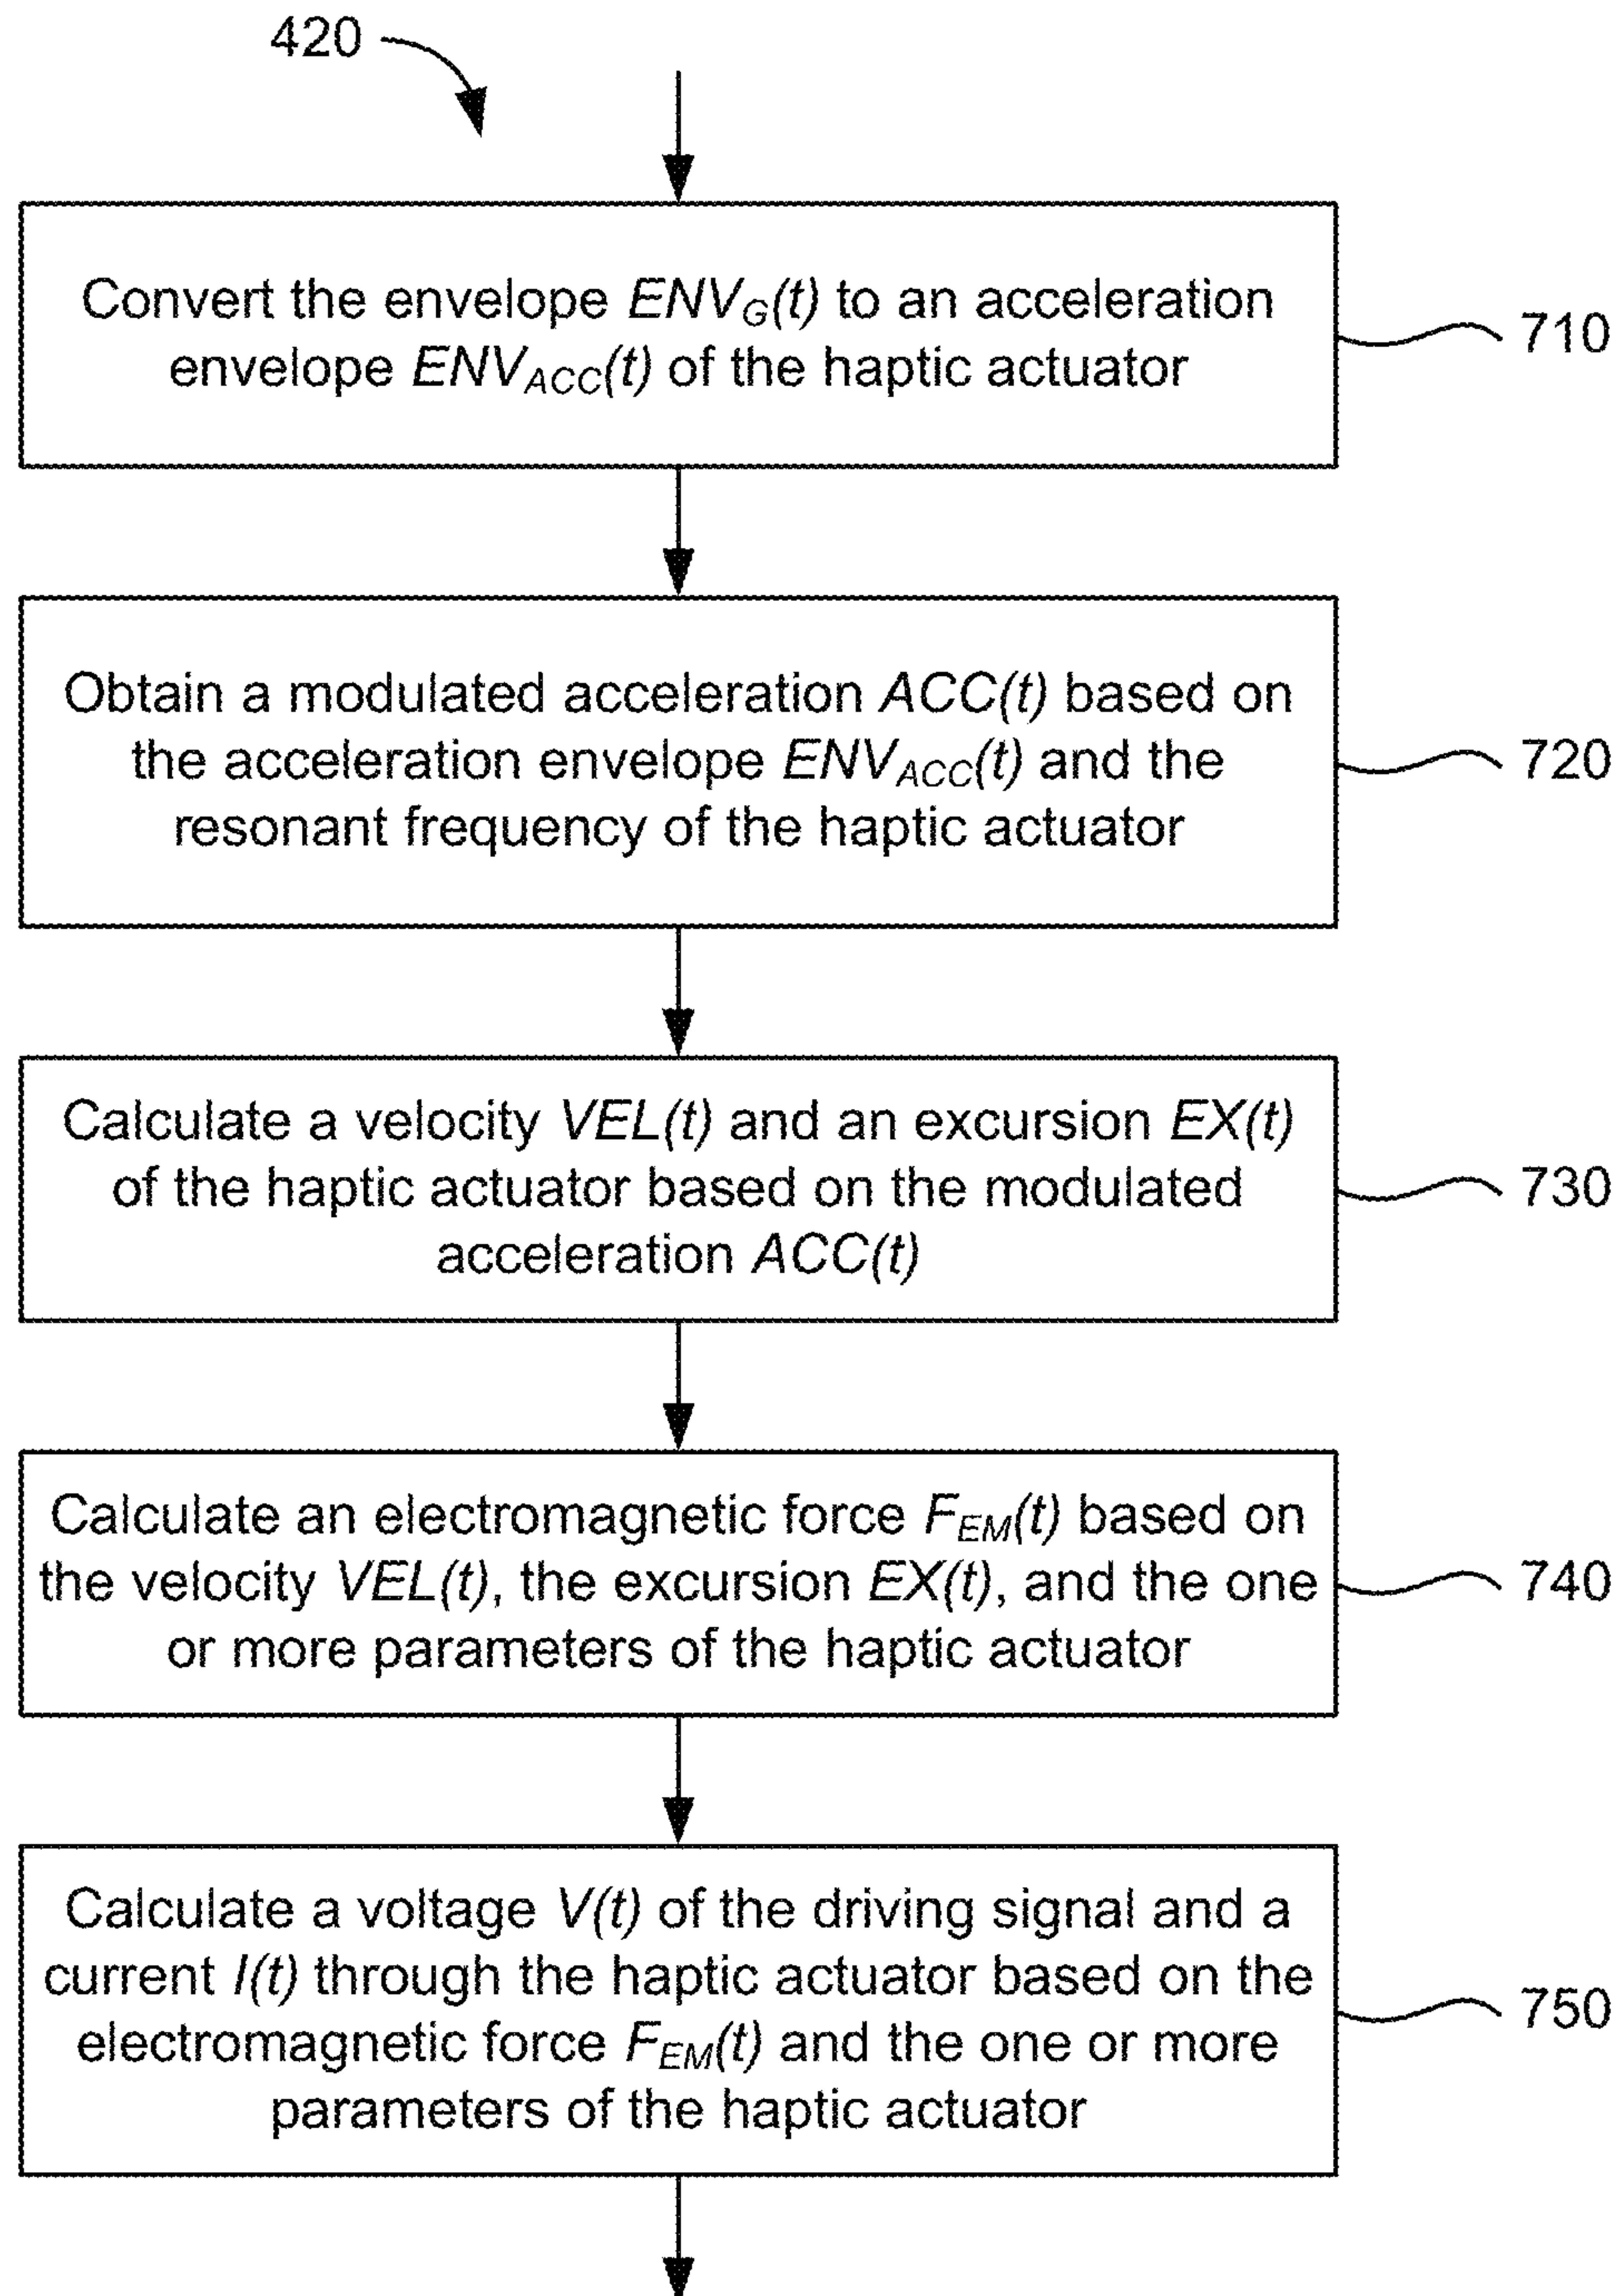 420
Convert the envelope ENV_G(t) to an acceleration
envelope ENV_ACC(t) of the haptic actuator
710
Obtain a modulated acceleration ACC(t) based on
the acceleration envelope ENV_ACC(t) and the
resonant frequency of the haptic actuator
720
Calculate a velocity VEL(t) and an excursion EX(t)
of the haptic actuator based on the modulated
acceleration ACC(t)
730
Calculate an electromagnetic force F_EM(t) based on
the velocity VEL(t), the excursion EX(t), and the one
or more parameters of the haptic actuator
740
Calculate a voltage V(t) of the driving signal and a
current I(t) through the haptic actuator based on the
electromagnetic force F_EM(t) and the one or more
parameters of the haptic actuator
750